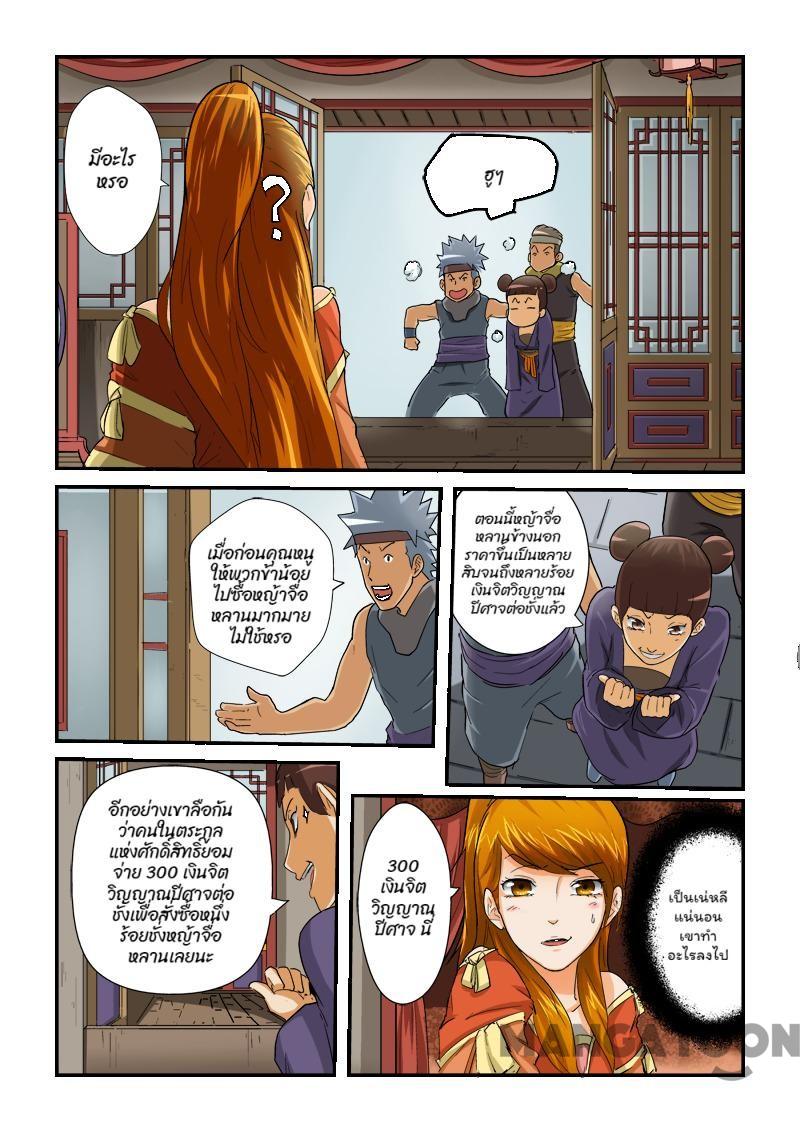 มีอะไร
หรอ
?
ฮูๆ
เมื่อก่อนคุณหนู
ให้พวกข้าน้อย
ไปซื้อหญ้าจื่อ
หลานมากมาย
ไม่ใช้หรอ
ตอนนี้หญ้าจื่อ
หลานข้างนอก
ราคาขึ้นเป็นหลาย
สิบจนถึงหลายร้อย
เงินจิตวิญญาณ
ปีศาจต่อชั่งแล้ว
อีกอย่างเขาลือกัน
ว่าคนในตระกูล
แห่งศักดิ์สิทธิ์ยอม
จ่าย 300 เงินจิต
วิญญาณปีศาจต่อ
ชั่งเพื่อสั่งซื้อหนึ่ง
ร้อยชั่งหญ้าจื่อ
หลานเลยนะ
300
เงินจิต
วิญญาณ
ปีศาจ นี่
เป็นเน่หลี
แน่นอน
เขาทำ
อะไรลงไป
MANGATOON